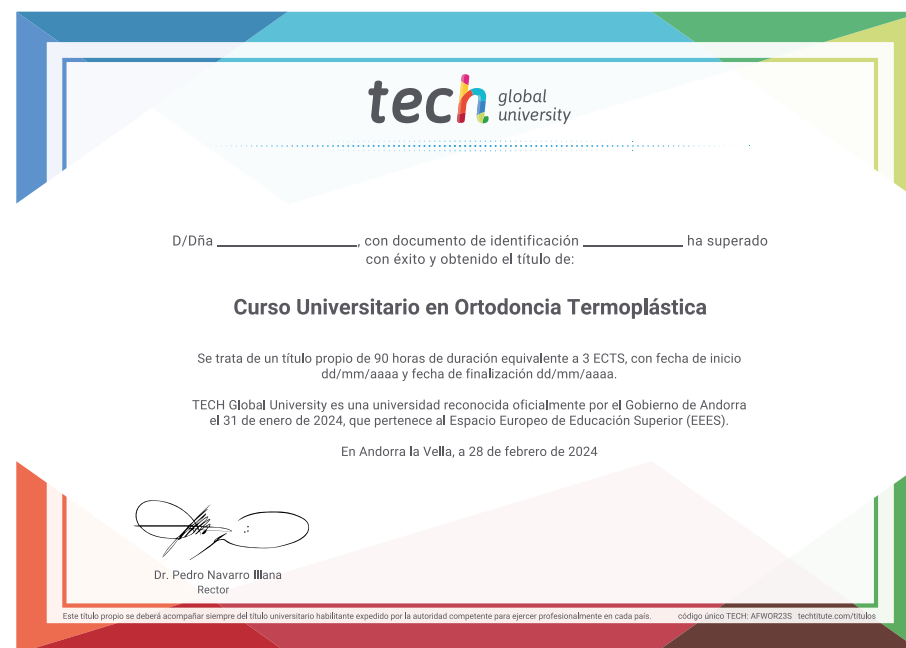 tech global
university
D/Dña ____________________, con documento de identificación ______________ ha superado
con éxito y obtenido el título de:
Curso Universitario en Ortodoncia Termoplástica
Se trata de un título propio de 90 horas de duración equivalente a 3 ECTS, con fecha de inicio
dd/mm/aaaa y fecha de finalización dd/mm/aaaa.
TECH Global University es una universidad reconocida oficialmente por el Gobierno de Andorra
el 31 de enero de 2024, que pertenece al Espacio Europeo de Educación Superior (EEES).
En Andorra la Vella, a 28 de febrero de 2024
Dr. Pedro Navarro Illana
Rector
Este título propio se deberá acompañar siempre del título universitario habilitante expedido por la autoridad competente para ejercer profesionalmente en cada país. código único TECH: AFWOR23S techtitute.com/titulos